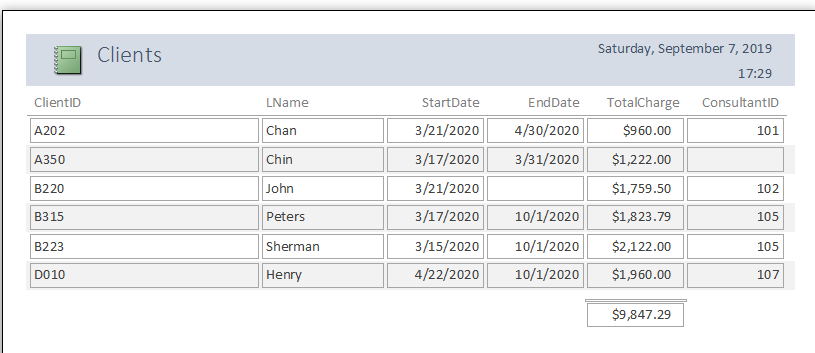 Clients
Saturday, September 7, 2019
17:29
ClientID LName StartDate EndDate TotalCharge ConsultantID
A202 Chan 3/21/2020 4/30/2020 $960.00 101
A350 Chin 3/17/2020 3/31/2020 $1,222.00
B220 John 3/21/2020 $1,759.50 102
B315 Peters 3/17/2020 10/1/2020 $1,823.79 105
B223 Sherman 3/15/2020 10/1/2020 $2,122.00 105
D010 Henry 4/22/2020 10/1/2020 $1,960.00 107
$9,847.29